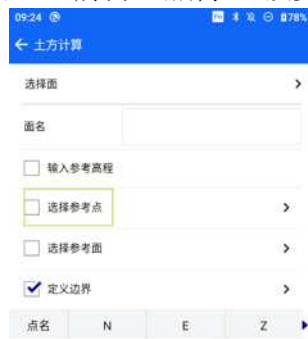 09:24
78%
土方计算
选择面
面名
输入参考高程
选择参考点
选择参考面
定义边界
点名 N E Z